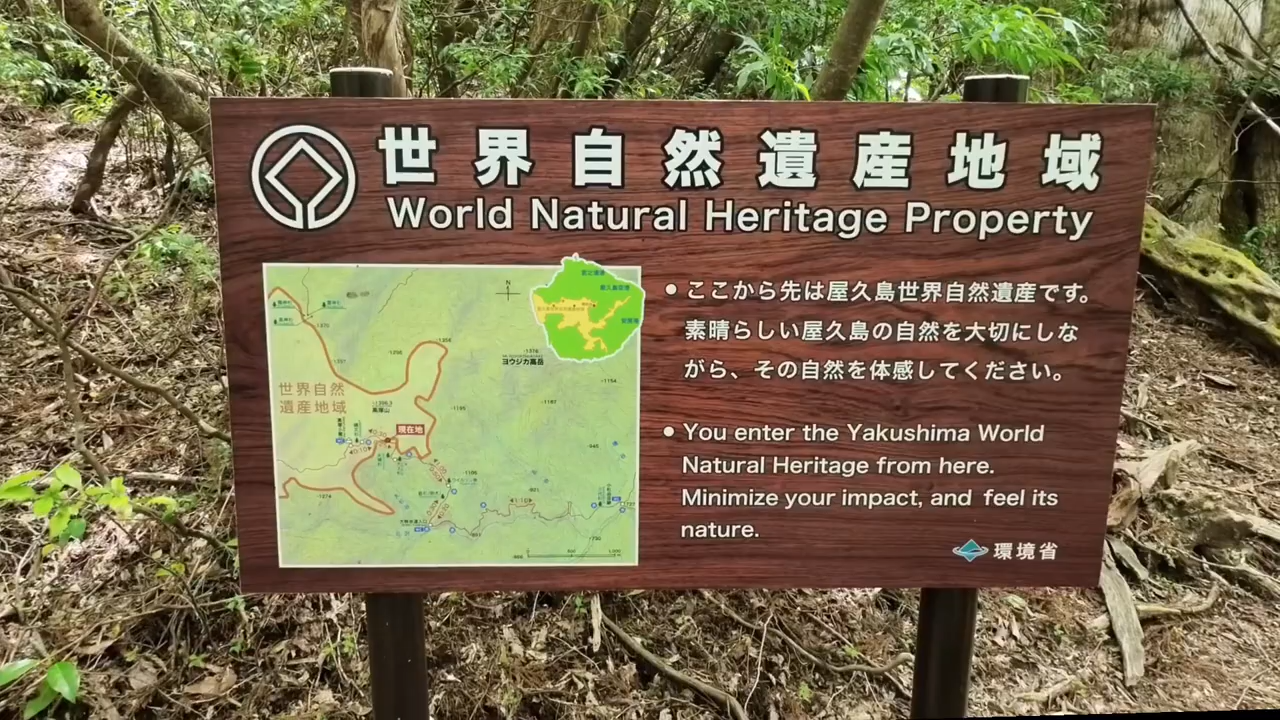 世界自然遺産地域
World Natural Heritage Property
ここから先は屋久島世界自然遺産です。
素晴らしい屋久島の自然を大切にしな
がら、その自然を体感してください。
You enter the Yakushima World
Natural Heritage from here.
Minimize your impact, and feel its
nature.
環境省
N
ヨウジカ高岳
世界自然
遺産地域
現在地